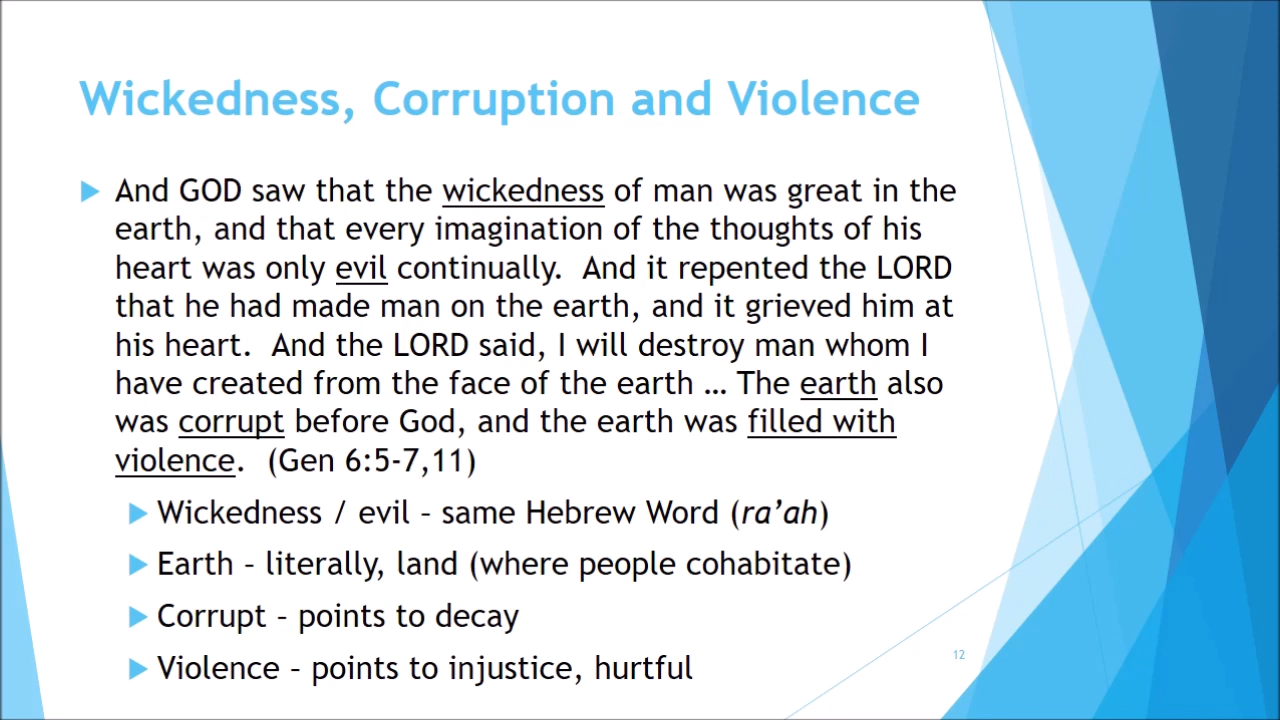 Wickedness, Corruption and Violence
And GOD saw that the wickedness of man was great in the
earth, and that every imagination of the thoughts of his
heart was only evil continually.  And it repented the LORD
that he had made man on the earth, and it grieved him at
his heart.  And the LORD said, I will destroy man whom I
have created from the face of the earth … The earth also
was corrupt before God, and the earth was filled with
violence.  (Gen 6:5-7,11)
Wickedness / evil – same Hebrew Word (ra’ah)
Earth – literally, land (where people cohabitate)
Corrupt – points to decay
Violence – points to injustice, hurtful
12